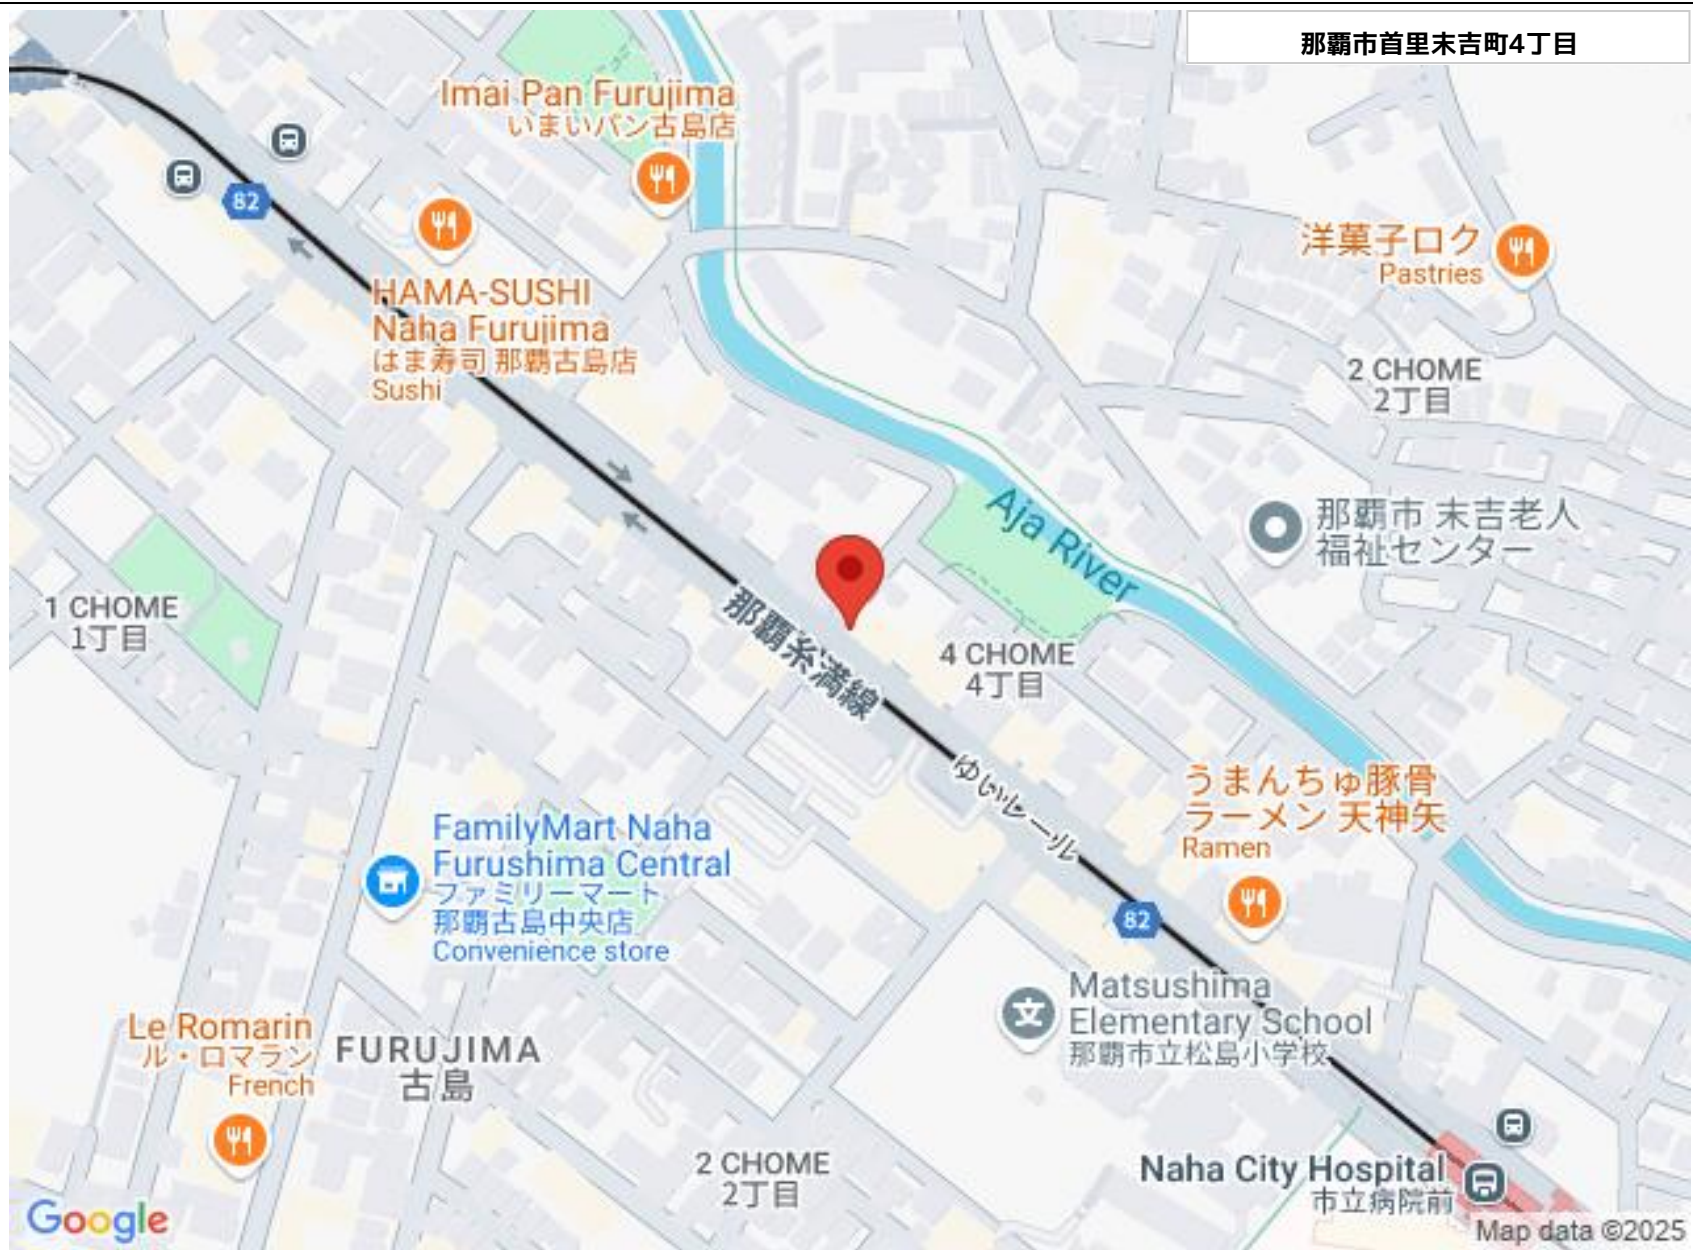 那覇市首里末吉町4丁目
Imai Pan Furujima
いまいパン古島店
82
洋菓子ロク
Pastries
HAMA-SUSHI
Naha Furujima
はま寿司 那覇古島店
Sushi
2 CHOME
2丁目
Aja River
那覇市 末吉老人
福祉センター
1 CHOME
1丁目
那覇糸満線
4 CHOME
4丁目
ゆいレール
うまんちゅ豚骨
ラーメン 天神矢
Ramen
FamilyMart Naha
Furushima Central
ファミリーマート
那覇古島中央店
Convenience store
82
文
Matsushima
Elementary School
那覇市立松島小学校
Le Romarin
ル・ロマラン
French
FURUJIMA
古島
2 CHOME
2丁目
Naha City Hospital
市立病院前
Google
Map data ©2025